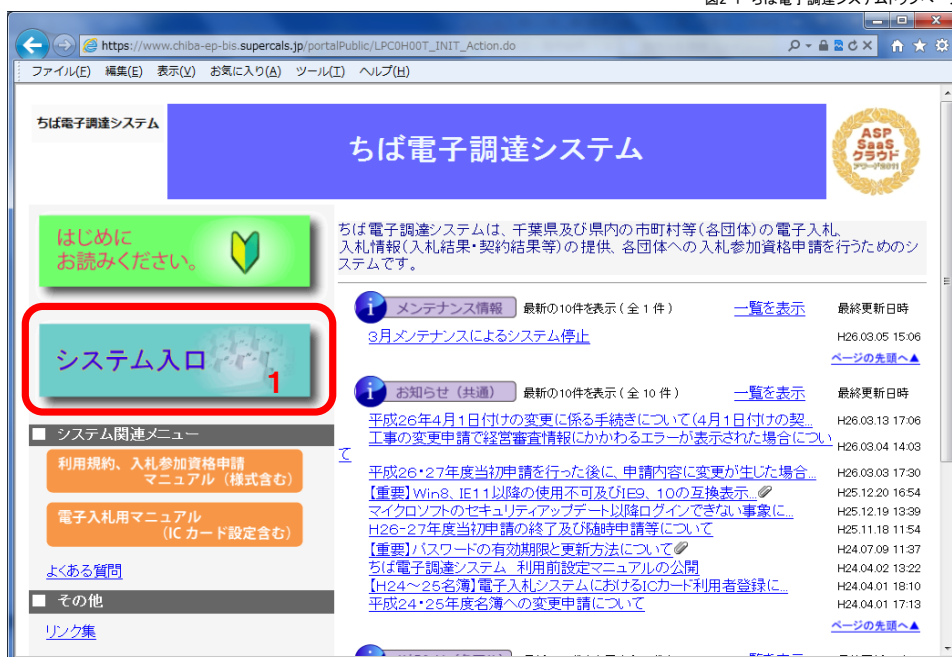 https://www.chiba-ep-bis.supercals.jp/portalPublic/LPC0H00T_INIT_Action.do
ファイル(F) 編集(E) 表示(V) お気に入り(A) ツール(T) ヘルプ(H)
ちば電子調達システム
ちば電子調達システム
ASP
SaaS
クラウド
アワード2011
はじめに
お読みください。
システム入口
1
システム関連メニュー
利用規約、入札参加資格申請
マニュアル（様式含む）
電子入札用マニュアル
（ICカード設定含む）
よくある質問
その他
リンク集
ちば電子調達システムは、千葉県及び県内の市町村等(各団体)の電子入札、
入札情報(入札結果・契約結果等)の提供、各団体への入札参加資格申請を行うためのシ
ステムです。
メンテナンス情報 最新の10件を表示(全1件) 一覧を表示 最終更新日時
3月メンテナンスによるシステム停止 H26.03.05 15:06
ページの先頭へ▲
お知らせ（共通） 最新の10件を表示(全10件) 一覧を表示 最終更新日時
平成26年4月1日付けの変更に係る手続きについて(4月1日付けの契... H26.03.13 17:06
工事の変更申請で経営審査情報にかかわるエラーが表示された場合につい
て H26.03.04 14:03
平成26・27年度当初申請を行った後に、申請内容に変更が生じた場合... H26.03.03 17:30
【重要】Win8、IE11以降の使用不可及びIE9、10の互換表示... H25.12.20 16:54
マイクロソフトのセキュリティアップデート以降ログインできない事象に... H25.12.19 13:39
H26-27年度当初申請の終了及び随時申請等について H25.11.18 11:54
【重要】パスワードの有効期限と更新方法について H24.07.09 11:37
ちば電子調達システム 利用前設定マニュアルの公開 H24.04.02 13:22
【H24～25名簿】電子入札システムにおけるICカード利用者登録に... H24.04.01 18:10
平成24・25年度名簿への変更申請について H24.04.01 17:13
ページの先頭へ▲